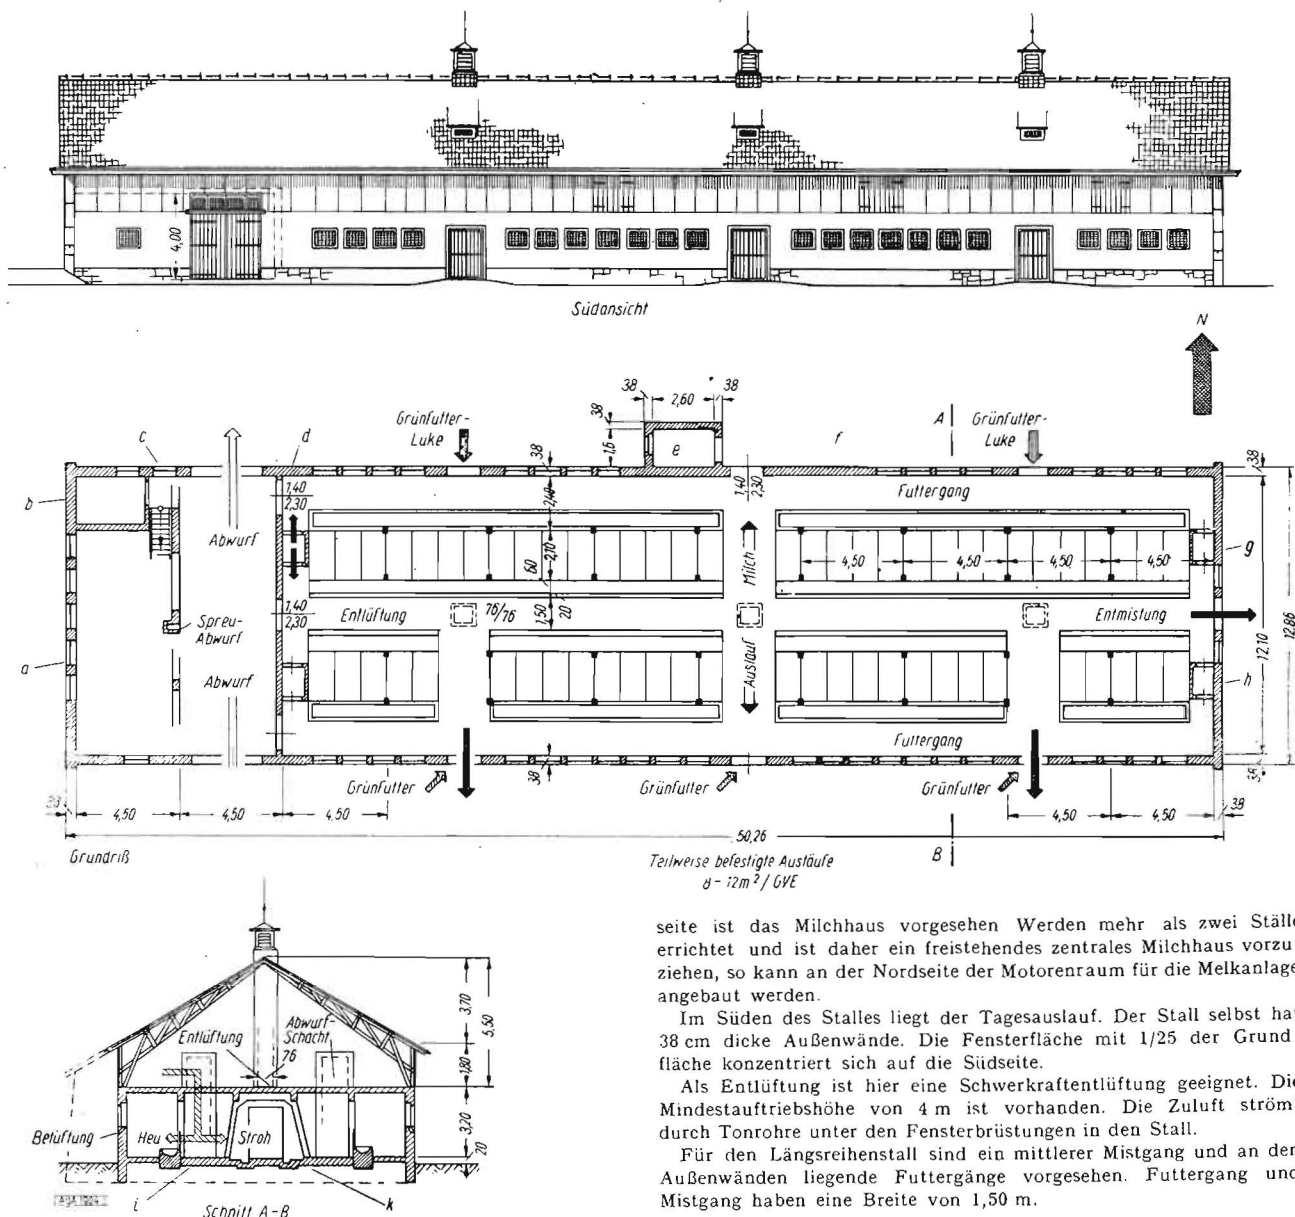 4,00
Südansicht
N
38
2,60
38
38
1,6
e
A
c
d
Grünfutter-
Luke
38
f
Grünfutter-
Luke
38
b
1,40
2,30
2,40
1,40
2,30
Futtergang
Abwurf
2,10
60
Milch
4,50
4,50
4,50
4,50
g
1,40
2,30
Entlüftung
76/76
1,50
20
Entmistung
Spreu-
Abwurf
12,10
12,86
a
Abwurf
Auslauf
h
Futtergang
38
Grünfutter
38
Grünfutter
Grünfutter
38
4,50
4,50
4,50
4,50
4,50
38
50,26
Grundriß
Teilweise befestigte Ausläufe
8-12m²/GVE
B
3,70
5,50
Entlüftung
Abwurf-
Schacht
76
1,80
Belüftung
Heu
Stroh
3,20
20
i
k
Schnitt A-B
seite ist das Milchhaus vorgesehen Werden mehr als zwei Ställe
errichtet und ist daher ein freistehendes zentrales Milchhaus vorzu
ziehen, so kann an der Nordseite der Motorenraum für die Melkanlage
angebaut werden.
Im Süden des Stalles liegt der Tagesauslauf. Der Stall selbst hat
38 cm dicke Außenwände. Die Fensterfläche mit 1/25 der Grund
fläche konzentriert sich auf die Südseite.
Als Entlüftung ist hier eine Schwerkraftentlüftung geeignet. Die
Mindestauftriebshöhe von 4 m ist vorhanden. Die Zuluft ström
durch Tonrohre unter den Fensterbrüstungen in den Stall.
Für den Längsreihenstall sind ein mittlerer Mistgang und an den
Außenwänden liegende Futtergänge vorgesehen. Futtergang und
Mistgang haben eine Breite von 1,50 m.